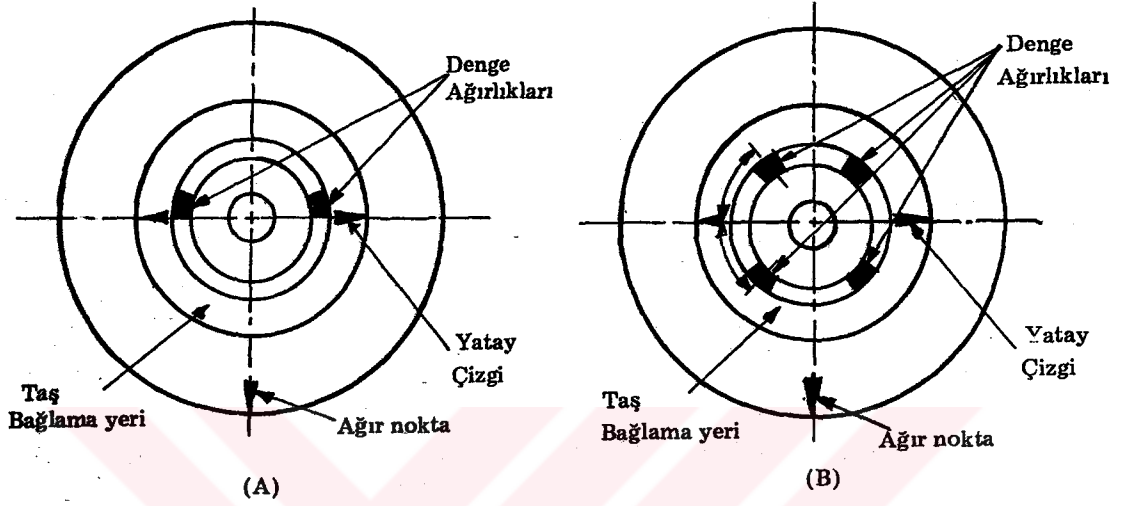 Denge
Ağırlıkları
Yatay
Çizgi
Taş
Bağlama yeri
Ağır nokta
(A)
Denge
Ağırlıkları
Yatay
Çizgi
Taş
Bağlama yeri
Ağır nokta
(B)